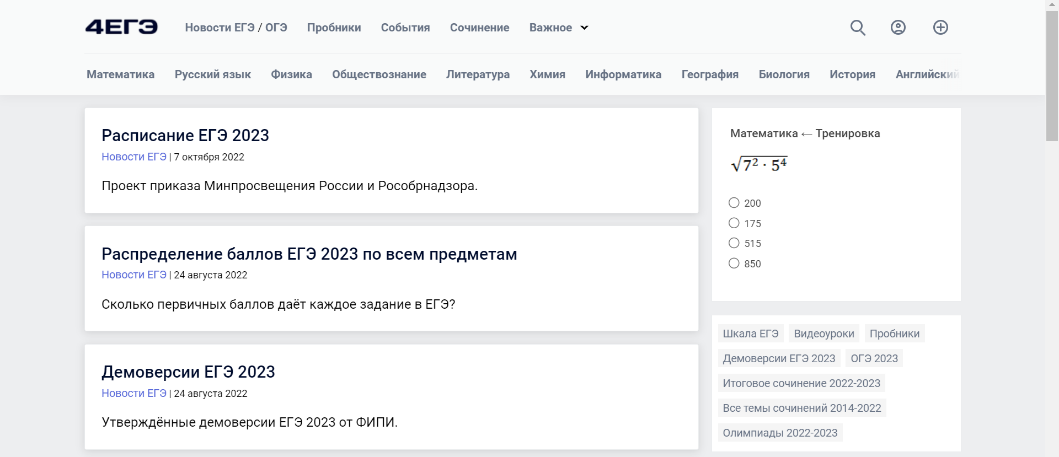 4ЕГЭ
Новости ЕГЭ / ОГЭ Пробники События Сочинение Важное
Математика Русский язык Физика Обществознание Литература Химия Информатика География Биология История Английский
Расписание ЕГЭ 2023
Новости ЕГЭ | 7 октября 2022
Проект приказа Минпросвещения России и Рособрнадзора.
Распределение баллов ЕГЭ 2023 по всем предметам
Новости ЕГЭ | 24 августа 2022
Сколько первичных баллов даёт каждое задание в ЕГЭ?
Демоверсии ЕГЭ 2023
Новости ЕГЭ | 24 августа 2022
Утверждённые демоверсии ЕГЭ 2023 от ФИПИ.
Математика ← Тренировка
√7² · 5⁴
200
175
515
850
Шкала ЕГЭ Видеоуроки Пробники
Демоверсии ЕГЭ 2023 ОГЭ 2023
Итоговое сочинение 2022-2023
Все темы сочинений 2014-2022
Олимпиады 2022-2023